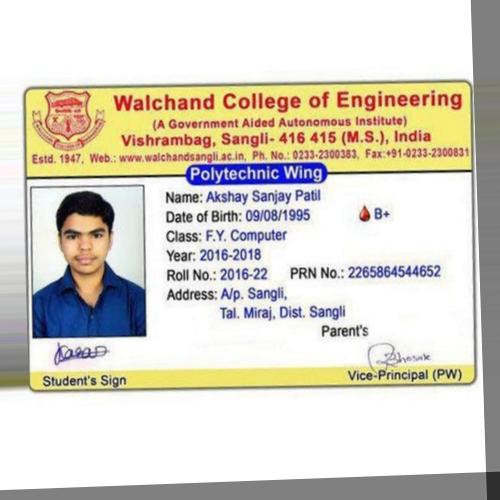 Walchand College of Engineering
(A Government Aided Autonomous Institute)
Vishrambag, Sangli- 416 415 (M.S.), India
Estd. 1947, Web.: www.walchandsangli.ac.in, Ph. No.: 0233-2300383, Fax:+91-0233-2300831
Polytechnic Wing
Name: Akshay Sanjay Patil
Date of Birth: 09/08/1995 B+
Class: F.Y. Computer
Year: 2016-2018
Roll No.: 2016-22 PRN No.: 2265864544652
Address: A/p. Sangli,
Tal. Miraj, Dist. Sangli
Parent's
Student's Sign
Vice-Principal (PW)